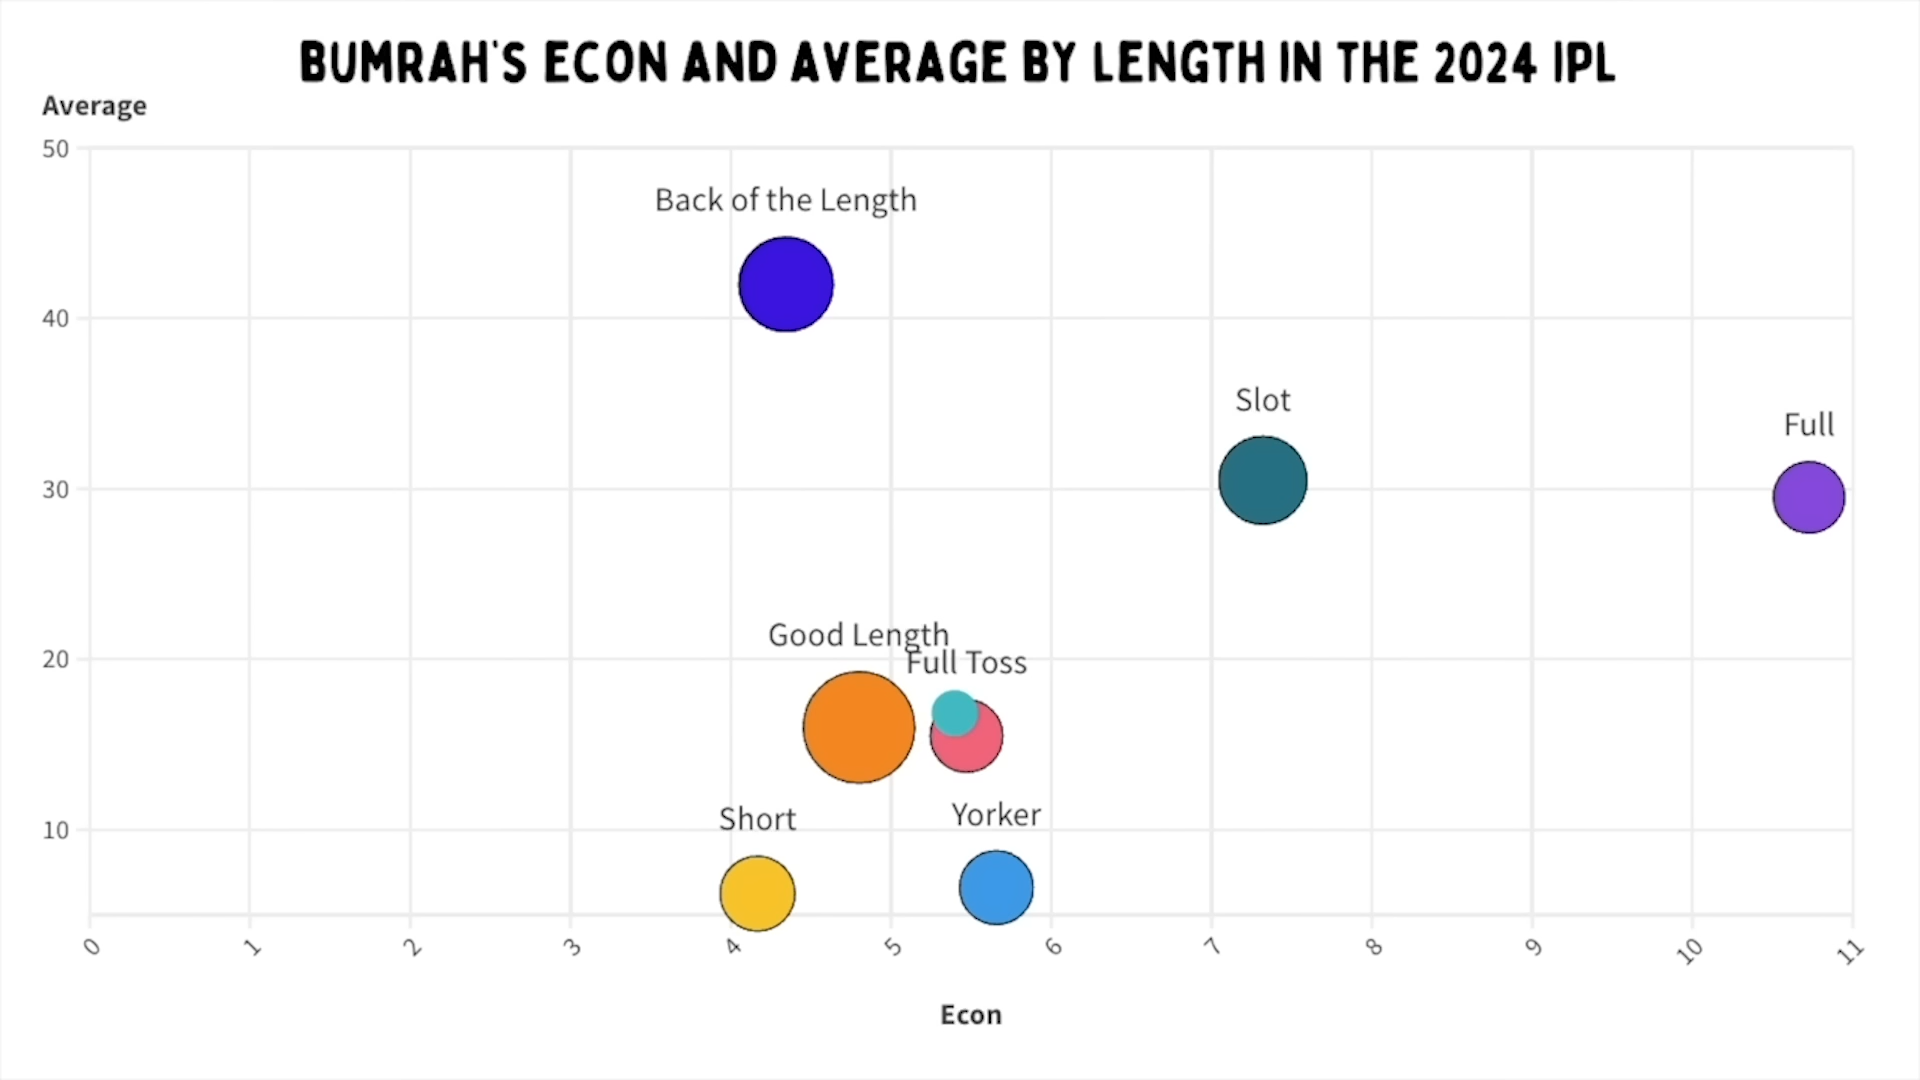 BUMRAH'S ECON AND AVERAGE BY LENGTH IN THE 2024 IPL
Average
50
Back of the Length
40
Slot
Full
30
Good Length
20
Full Toss
Short
Yorker
10
0 1 2 3 4 5 6 7 8 9 10 11
Econ